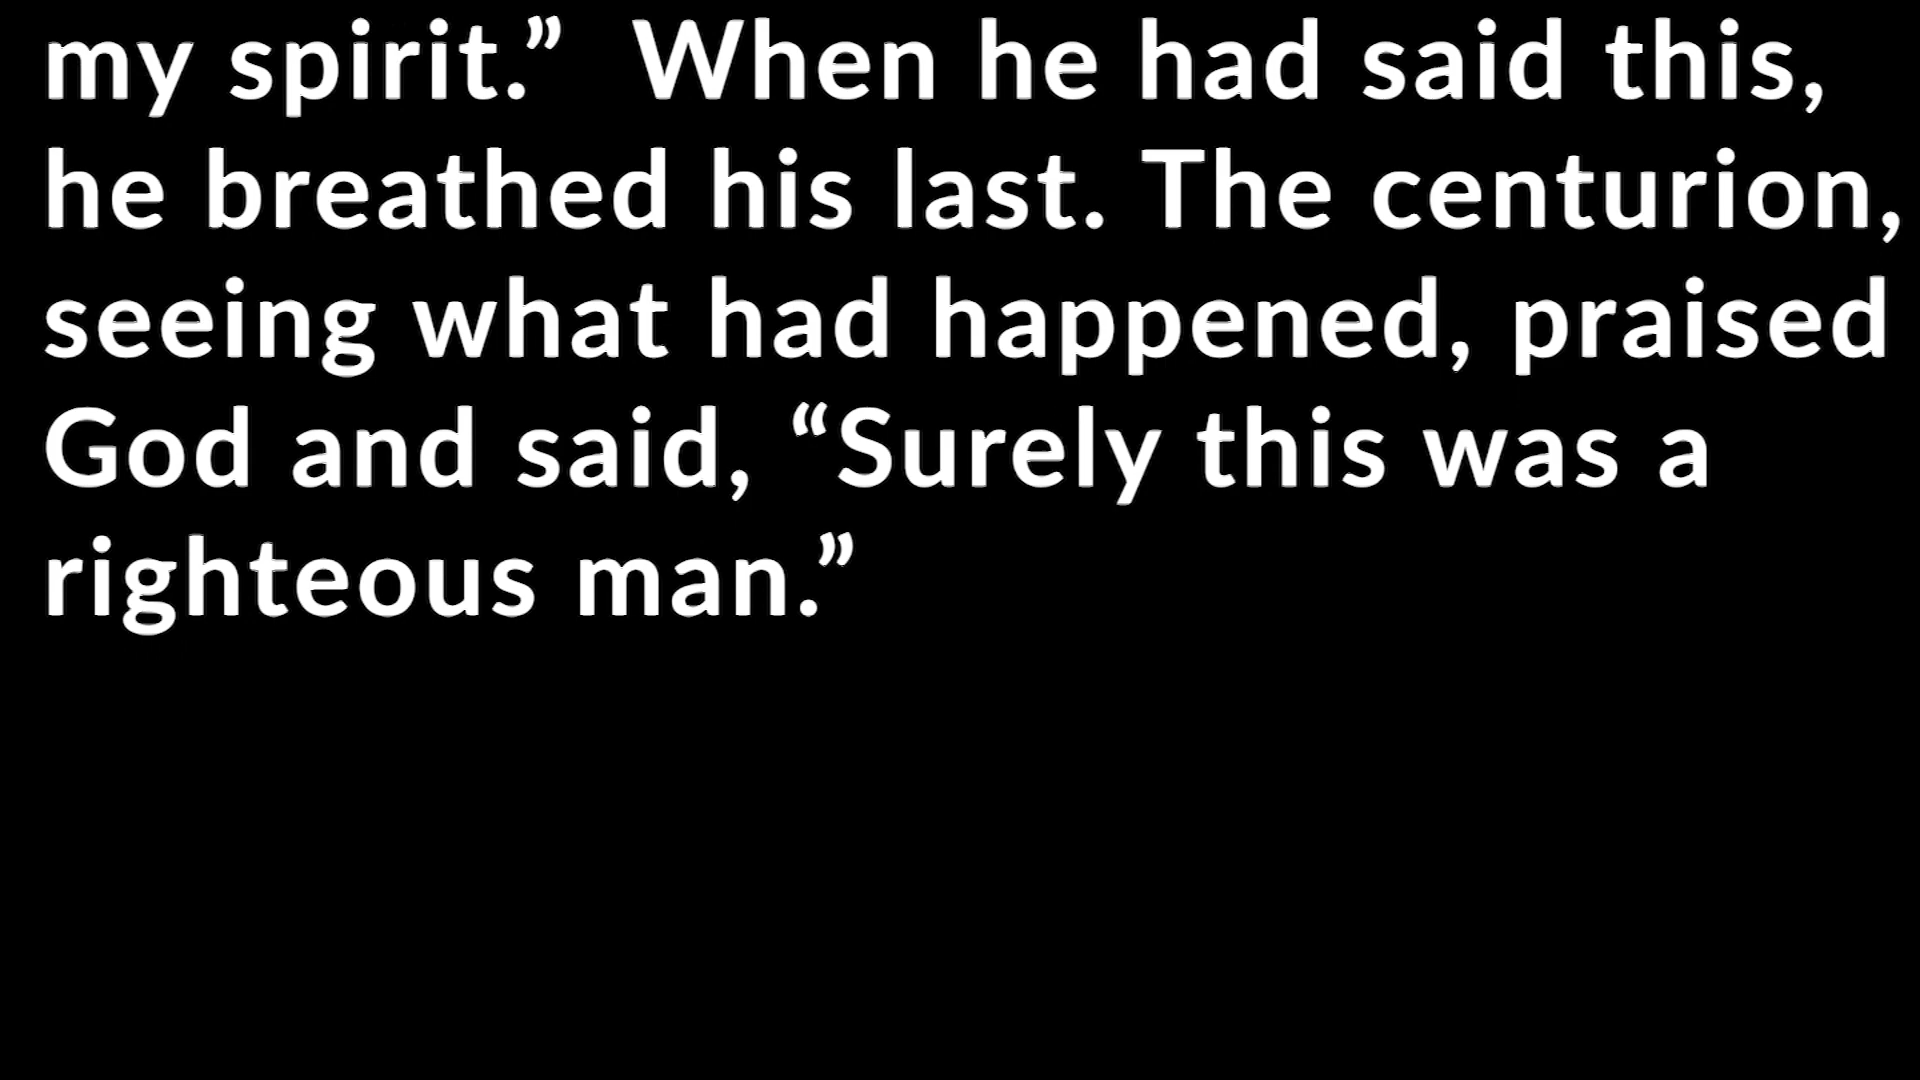 my spirit.”  When he had said this,
he breathed his last. The centurion,
seeing what had happened, praised
God and said, “Surely this was a
righteous man.”